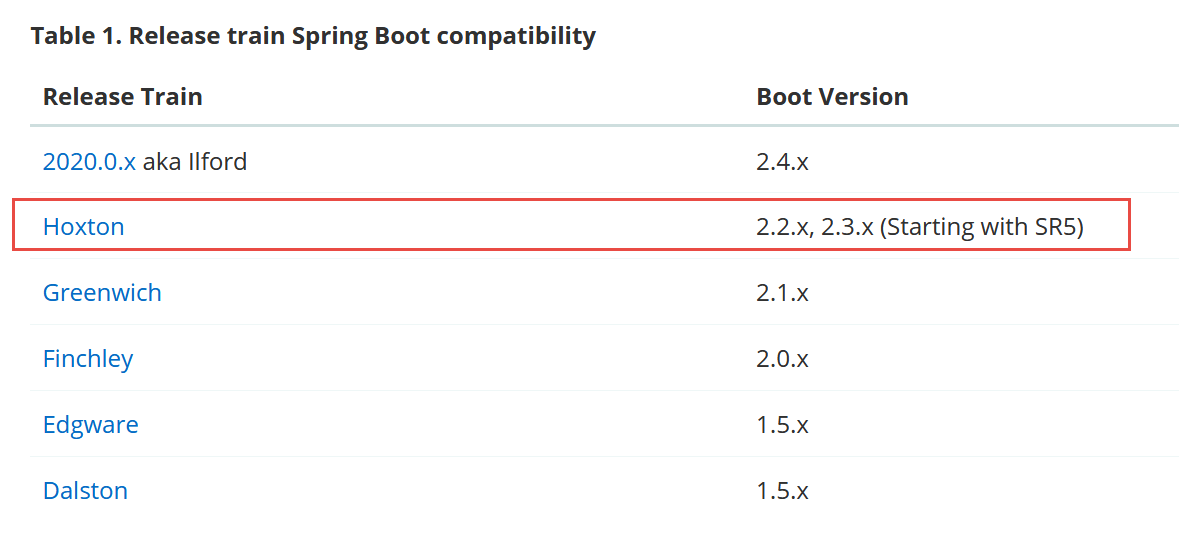 Table 1. Release train Spring Boot compatibility
Release Train Boot Version
2020.0.x aka Ilford 2.4.x
Hoxton 2.2.x, 2.3.x (Starting with SR5)
Greenwich 2.1.x
Finchley 2.0.x
Edgware 1.5.x
Dalston 1.5.x